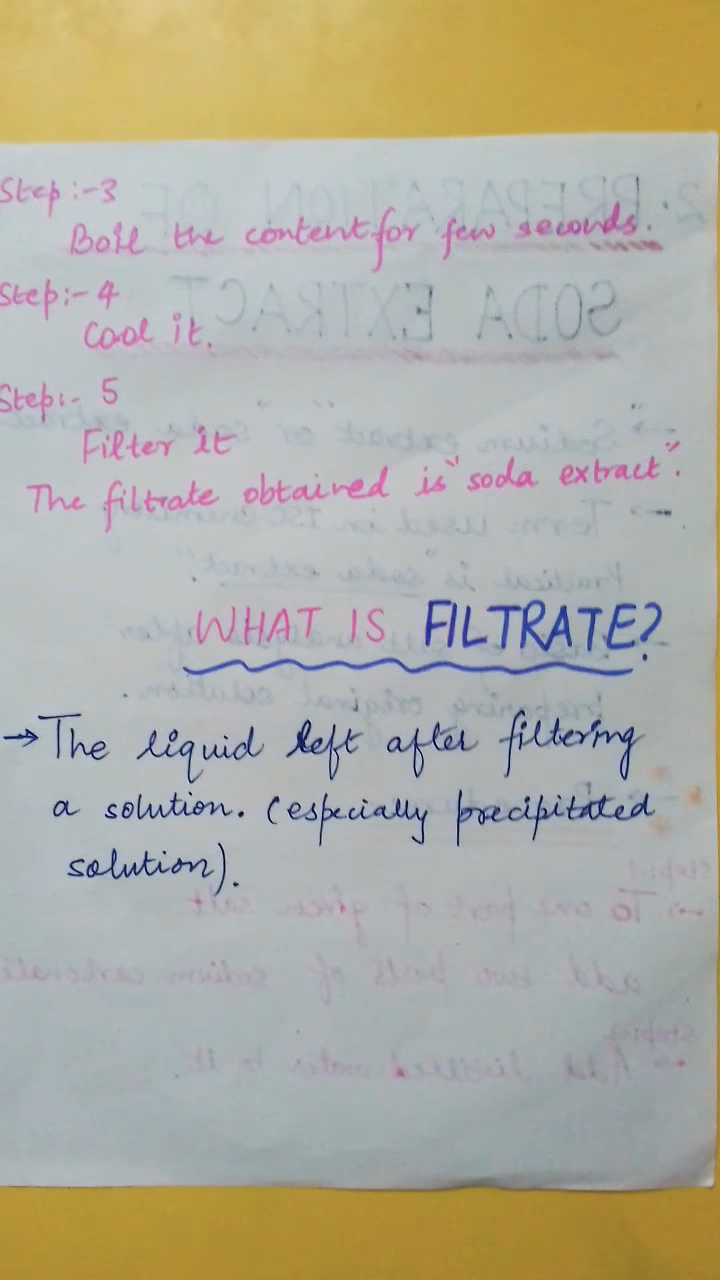 Step:-3
Boil the content for few seconds.
Step:- 4
Cool it.
Step:- 5
Filter it
The filtrate obtained is "soda extract".
WHAT IS FILTRATE?
→ The liquid left after filtering
a solution. (especially precipitated
solution).